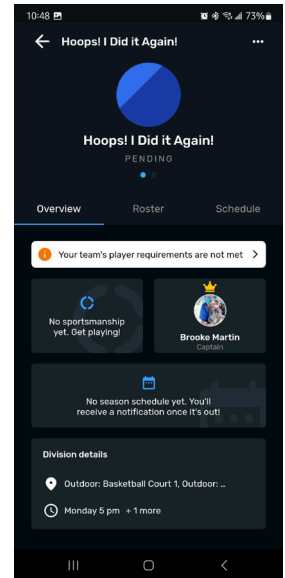 10:48 73%
Hoops! I Did it Again!
Hoops! I Did it Again!
PENDING
Overview Roster Schedule
Your team's player requirements are not met
No sportsmanship
yet. Get playing!
Brooke Martin
Captain
No season schedule yet. You'll
receive a notification once it's out!
Division details
Outdoor: Basketball Court 1, Outdoor: ...
Monday 5 pm + 1 more